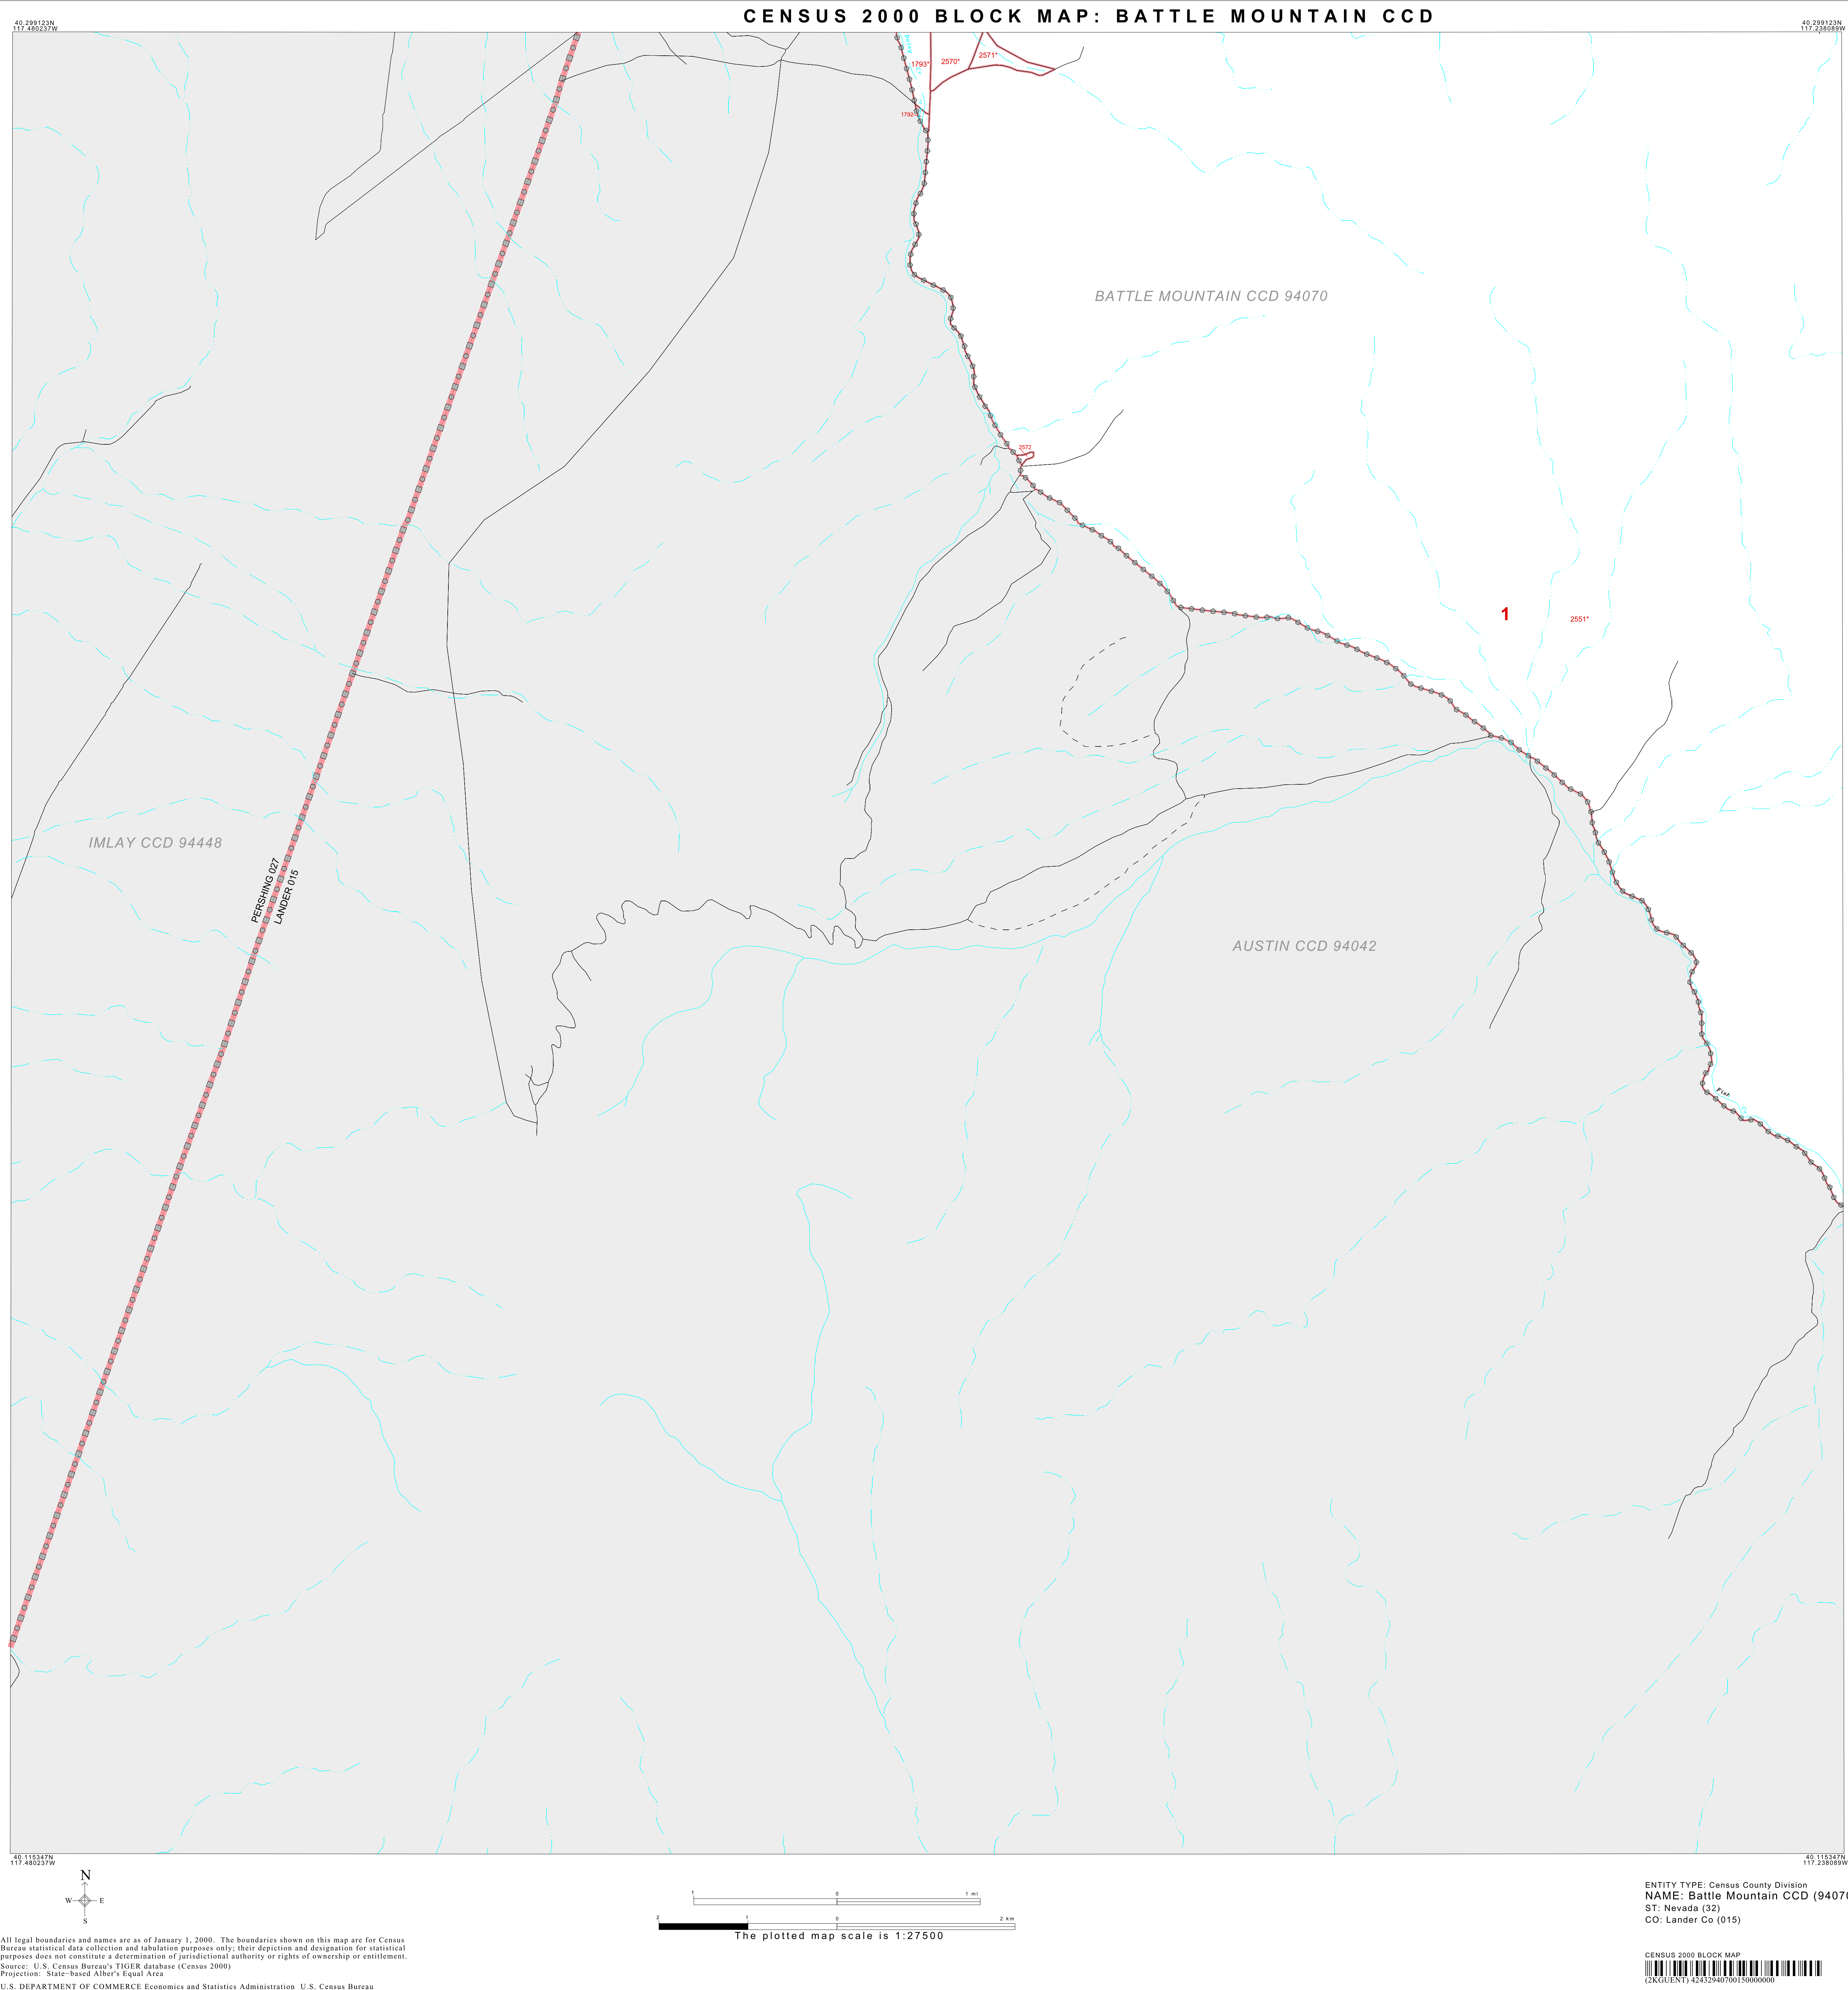 CENSUS 2000 BLOCK MAP: BATTLE MOUNTAIN CCD
40.299123N
117.480237W
40.299123N
117.238089W
1793*
2570*
2571*
1792
BATTLE MOUNTAIN CCD 94070
2572
1
2551*
IMLAY CCD 94448
PERSHING 027
LANDER 015
AUSTIN CCD 94042
Fish
40.115347N
117.480237W
40.115347N
117.238089W
N
W E
S
1 0 1 mi
2 1 0 2 km
The plotted map scale is 1:27500
ENTITY TYPE: Census County Division
NAME: Battle Mountain CCD (9407
ST: Nevada (32)
CO: Lander Co (015)
All legal boundaries and names are as of January 1, 2000. The boundaries shown on this map are for Census
Bureau statistical data collection and tabulation purposes only; their depiction and designation for statistical
purposes does not constitute a determination of jurisdictional authority or rights of ownership or entitlement.
Source: U.S. Census Bureau's TIGER database (Census 2000)
Projection: State-based Alber's Equal Area
U.S. DEPARTMENT OF COMMERCE Economics and Statistics Administration U.S. Census Bureau
CENSUS 2000 BLOCK MAP
(2KGUENT) 42432940700150000000